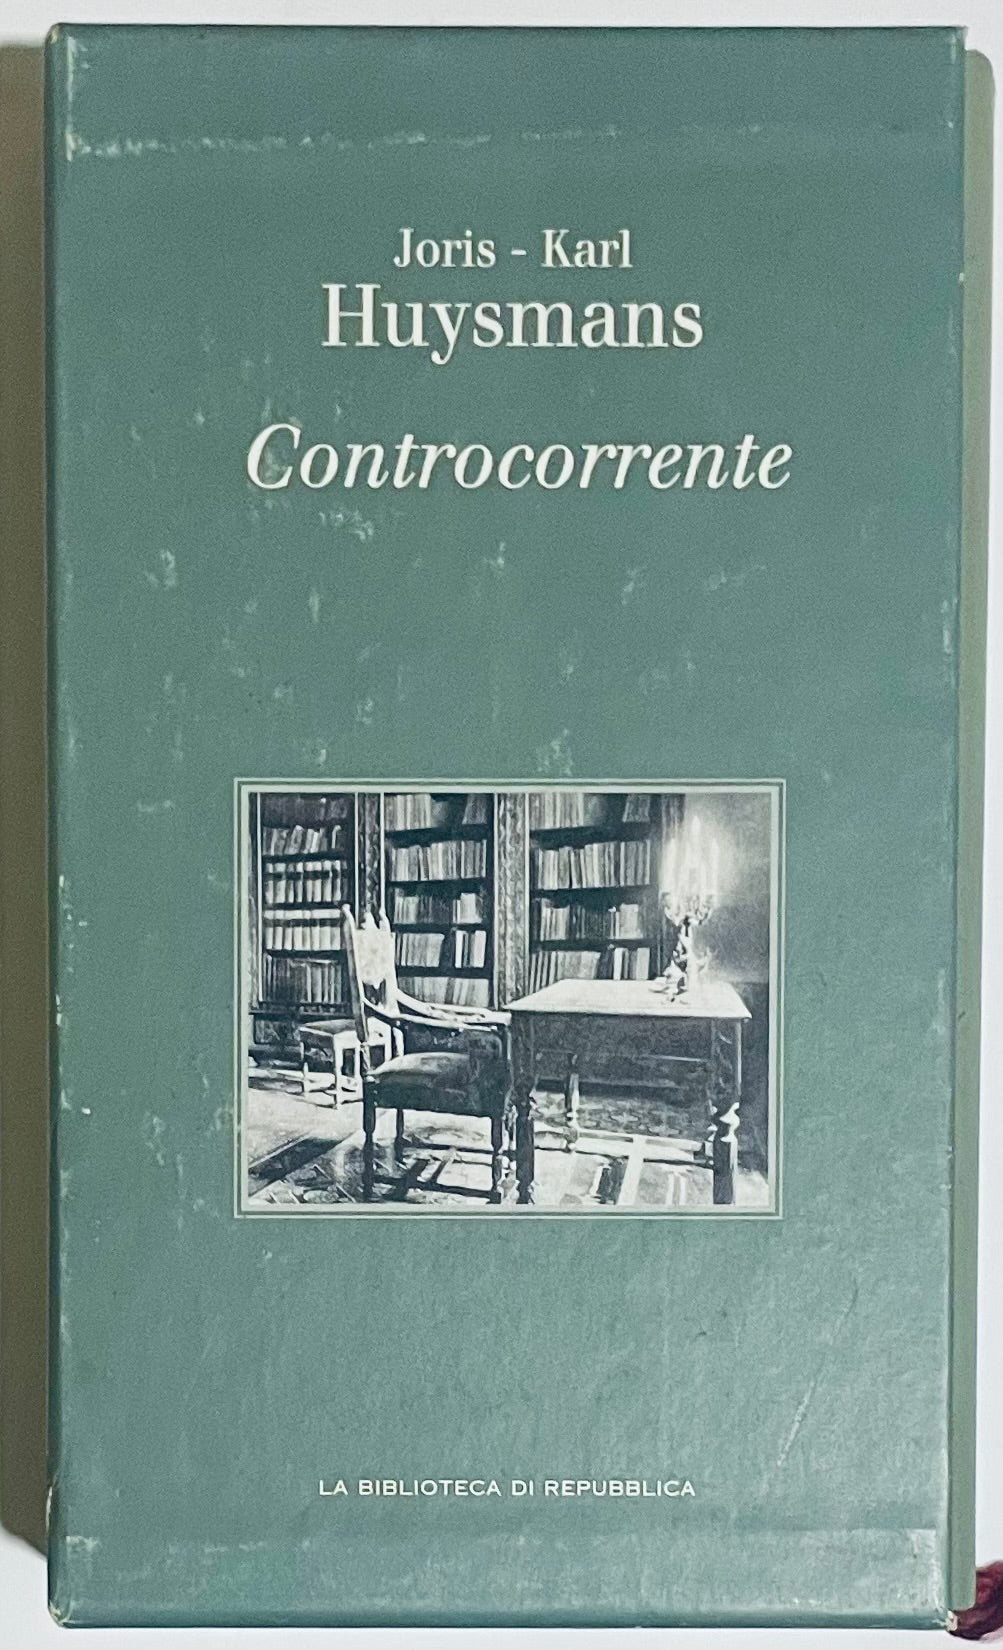 Joris - Karl
Huysmans
Controcorrente
LA BIBLIOTECA DI REPUBBLICA